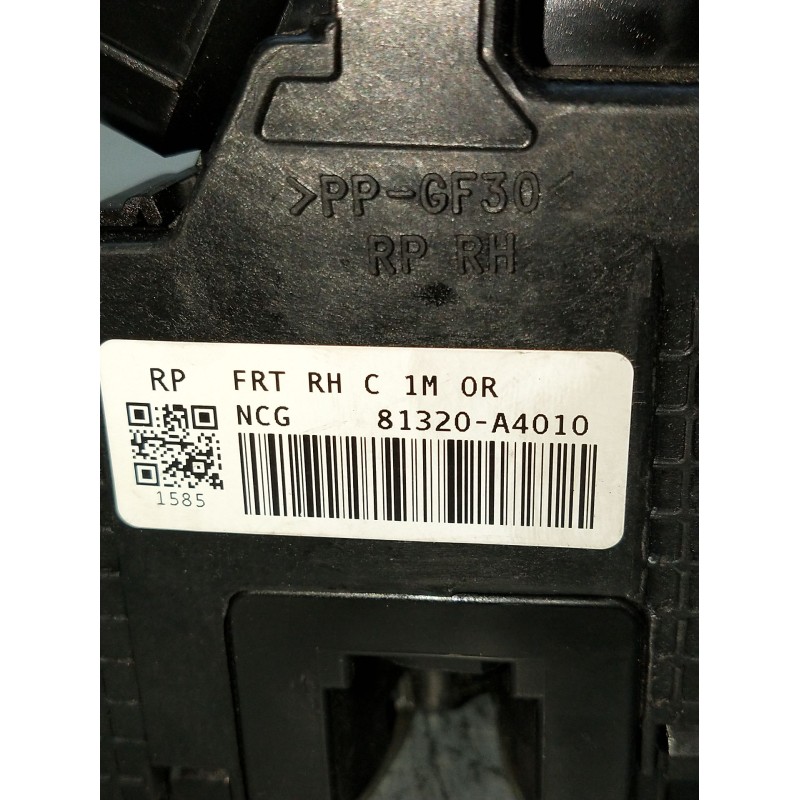 >PP-GF30
RP RH
RP FRT RH C 1M OR
NCG 81320-A4010
1585